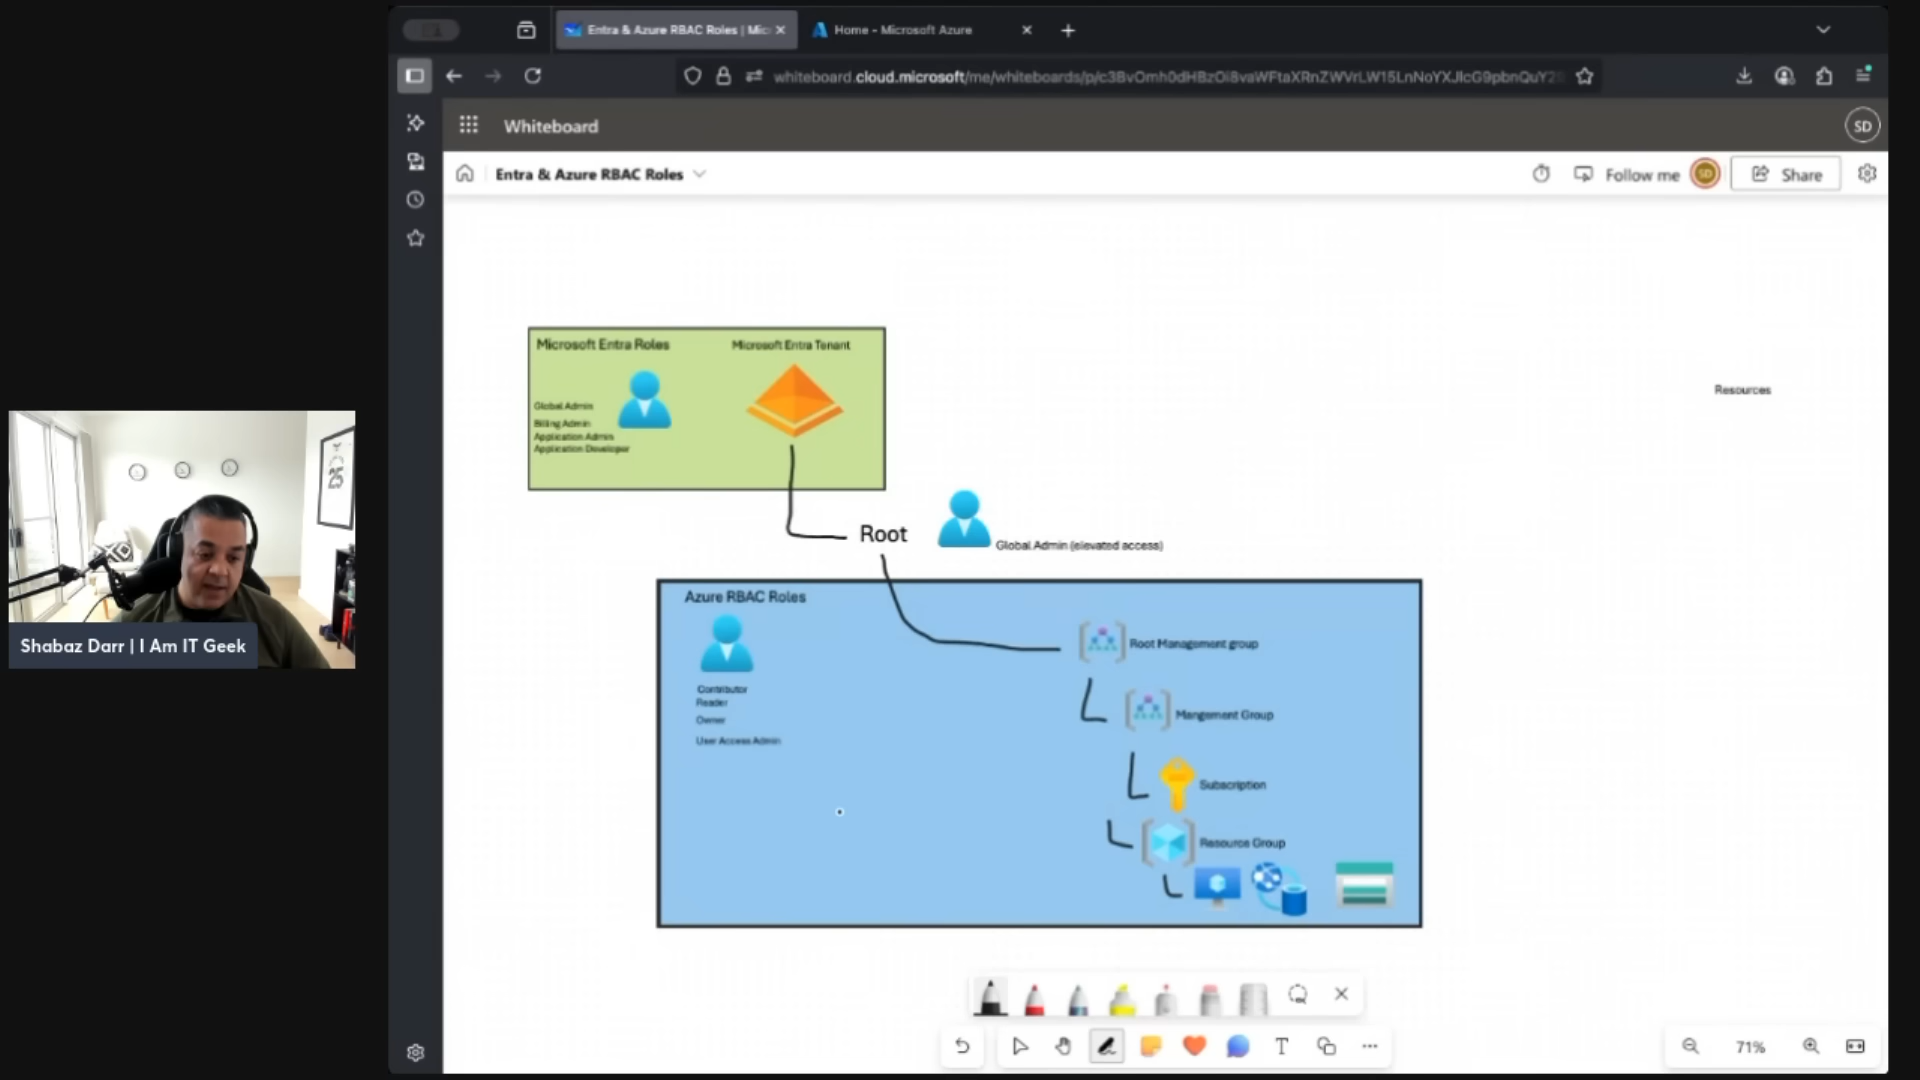 Entra & Azure RBAC Roles | Mic
Home - Microsoft Azure
Whiteboard
SD
Entra & Azure RBAC Roles
Follow me
SD
Share
Microsoft Entra Roles
Microsoft Entra Tenant
Resources
Global Admin
Billing Admin
Application Admin
Application Developer
Root
Global Admin (elevated access)
Azure RBAC Roles
Root Management group
Contributor
Reader
Owner
User Access Admin
Mangement Group
Subscription
Resource Group
25
Shabaz Darr | I Am IT Geek
T
71%